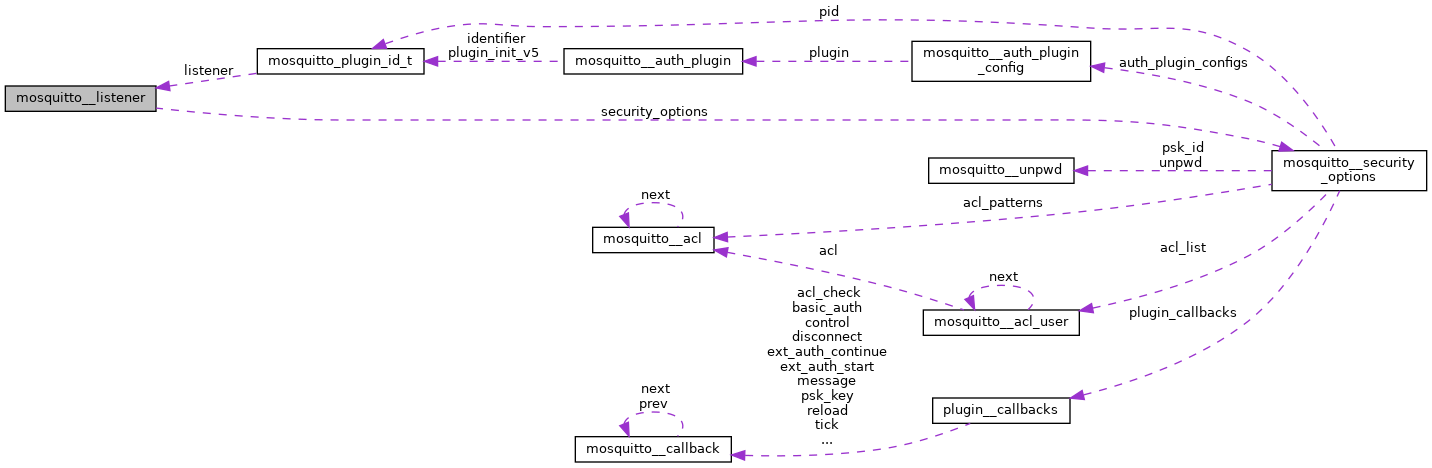 pid
identifier
plugin_init_v5
mosquitto_plugin_id_t
mosquitto__auth_plugin
plugin
mosquitto__auth_plugin
_config
auth_plugin_configs
listener
mosquitto__listener
security_options
psk_id
unpwd
mosquitto__security
_options
mosquitto__unpwd
next
acl_patterns
mosquitto__acl
acl
acl_list
next
mosquitto__acl_user
plugin_callbacks
acl_check
basic_auth
control
disconnect
ext_auth_continue
ext_auth_start
message
psk_key
reload
tick
...
next
prev
plugin__callbacks
mosquitto__callback